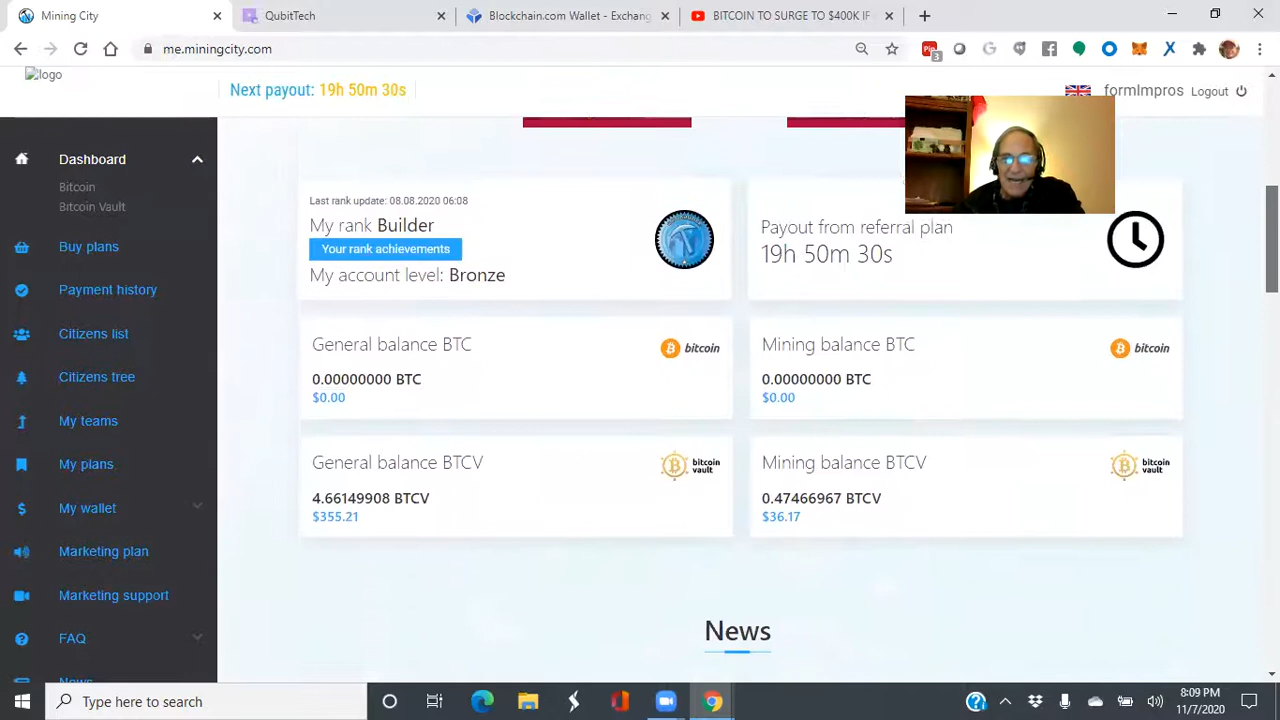 Mining City
QubitTech
Blockchain.com Wallet - Exchang
BITCOIN TO SURGE TO $400K IF
me.miningcity.com
3
logo
Next payout: 19h 50m 30s
formImpros
Logout
Dashboard
Bitcoin
Bitcoin Vault
Buy plans
Payment history
Citizens list
Citizens tree
My teams
My plans
My wallet
Marketing plan
Marketing support
FAQ
News
Last rank update: 08.08.2020 06:08
My rank Builder
Your rank achievements
My account level: Bronze
Payout from referral plan
19h 50m 30s
General balance BTC
bitcoin
0.00000000 BTC
$0.00
Mining balance BTC
bitcoin
0.00000000 BTC
$0.00
General balance BTCV
bitcoin
vault
4.66149908 BTCV
$355.21
Mining balance BTCV
bitcoin
vault
0.47466967 BTCV
$36.17
News
Type here to search
8:09 PM
11/7/2020